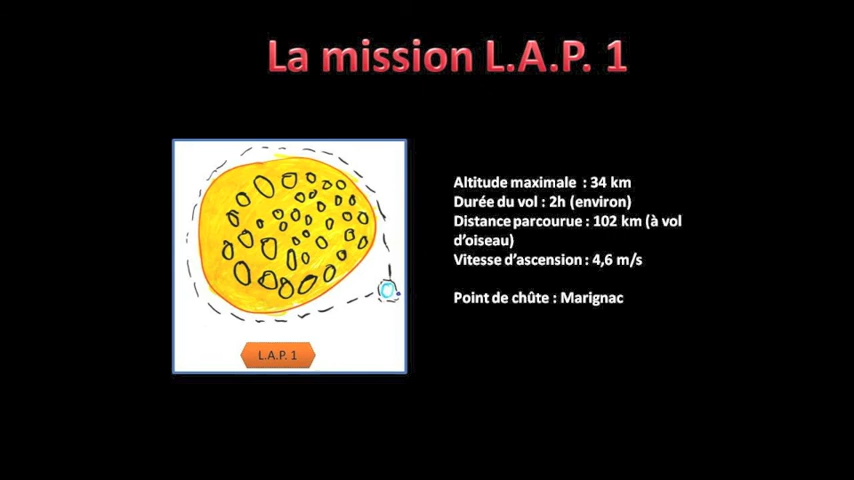 La mission L.A.P. 1
L.A.P. 1
Altitude maximale : 34 km
Durée du vol : 2h (environ)
Distance parcourue : 102 km (à vol
d’oiseau)
Vitesse d’ascension : 4,6 m/s
Point de chûte : Marignac